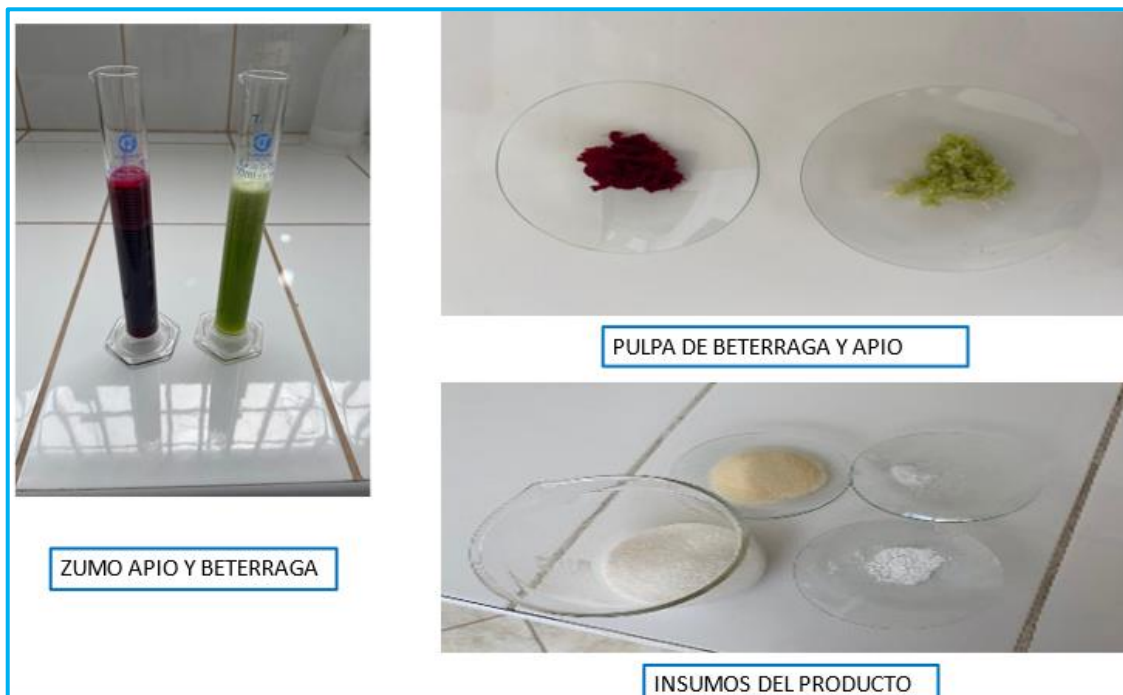 ZUMO APIO Y BETERRAGA
PULPA DE BETERRAGA Y APIO
INSUMOS DEL PRODUCTO